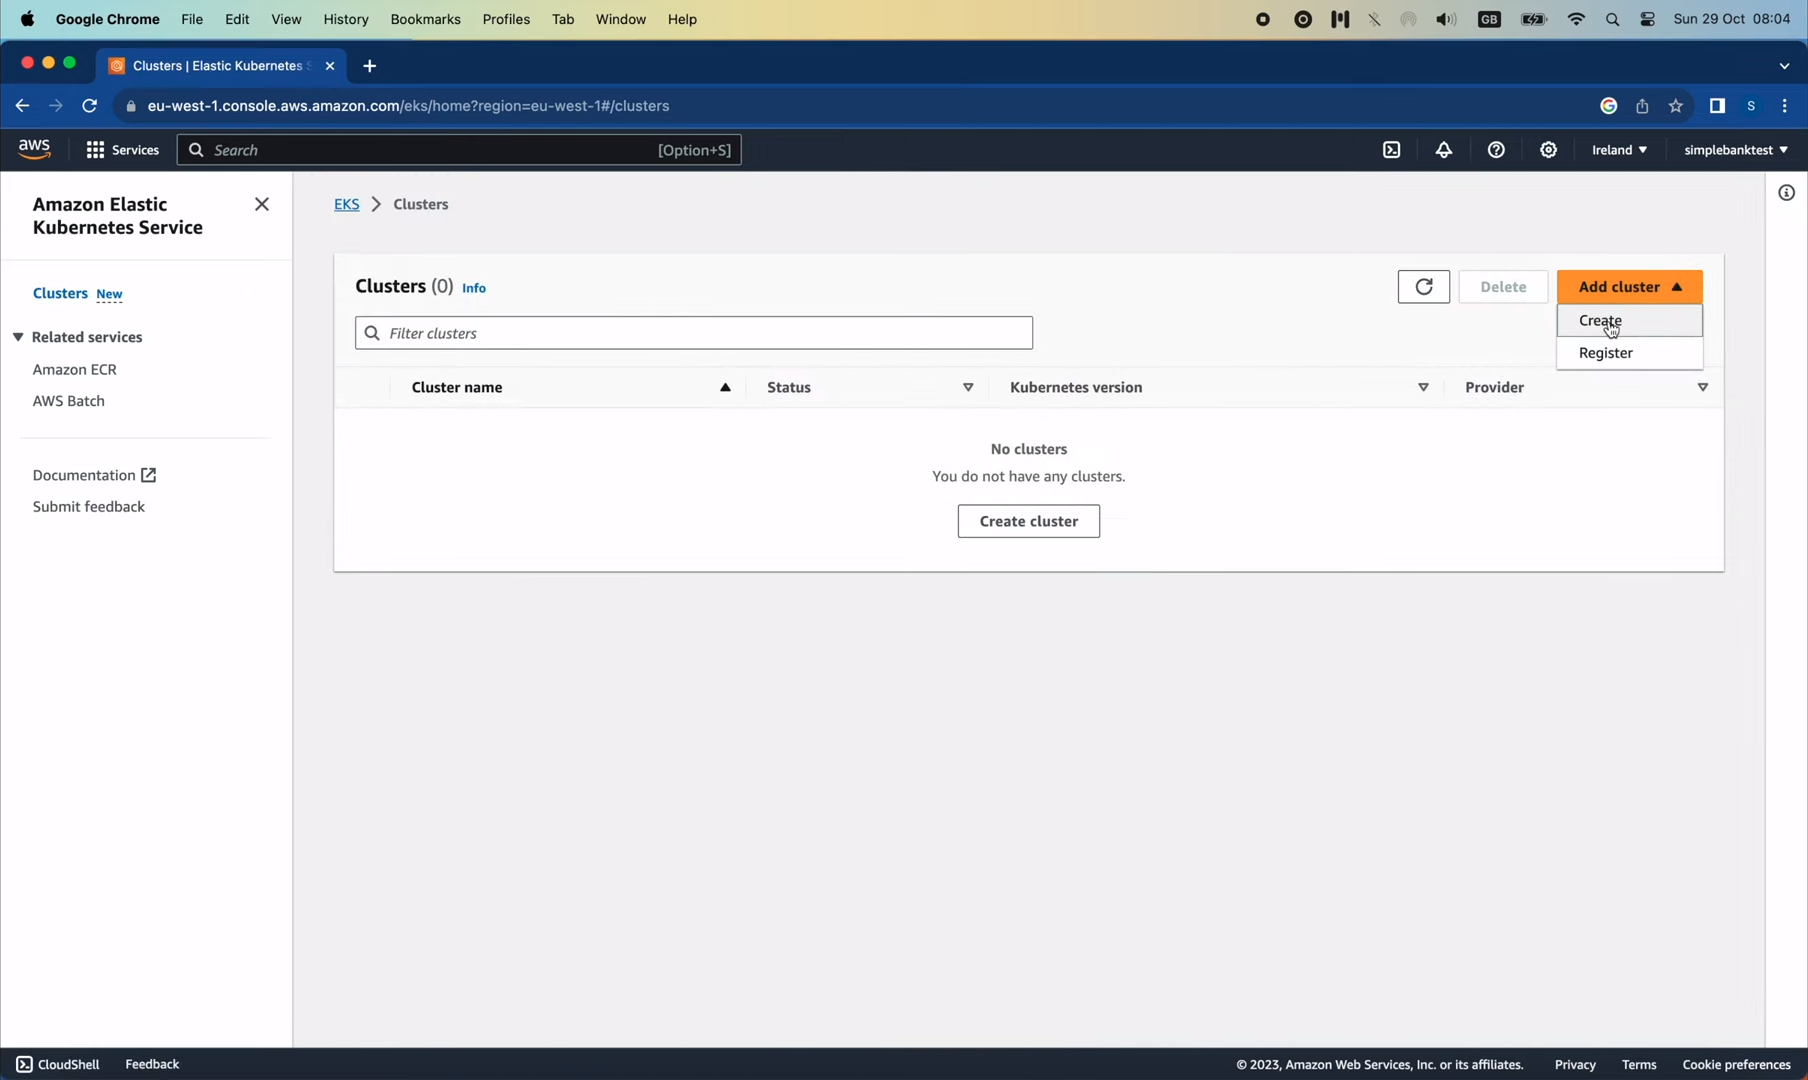 Google Chrome File Edit View History Bookmarks Profiles Tab Window Help GB Sun 29 Oct 08:04
Clusters | Elastic Kubernetes S
eu-west-1.console.aws.amazon.com/eks/home?region=eu-west-1#/clusters S
aws Services Search [Option+S] Ireland simplebanktest
Amazon Elastic
Kubernetes Service
Clusters New
Related services
Amazon ECR
AWS Batch
Documentation
Submit feedback
EKS Clusters
Clusters (0) Info Delete Add cluster
Create
Register
Filter clusters
Cluster name Status Kubernetes version Provider
No clusters
You do not have any clusters.
Create cluster
CloudShell Feedback © 2023, Amazon Web Services, Inc. or its affiliates. Privacy Terms Cookie preferences